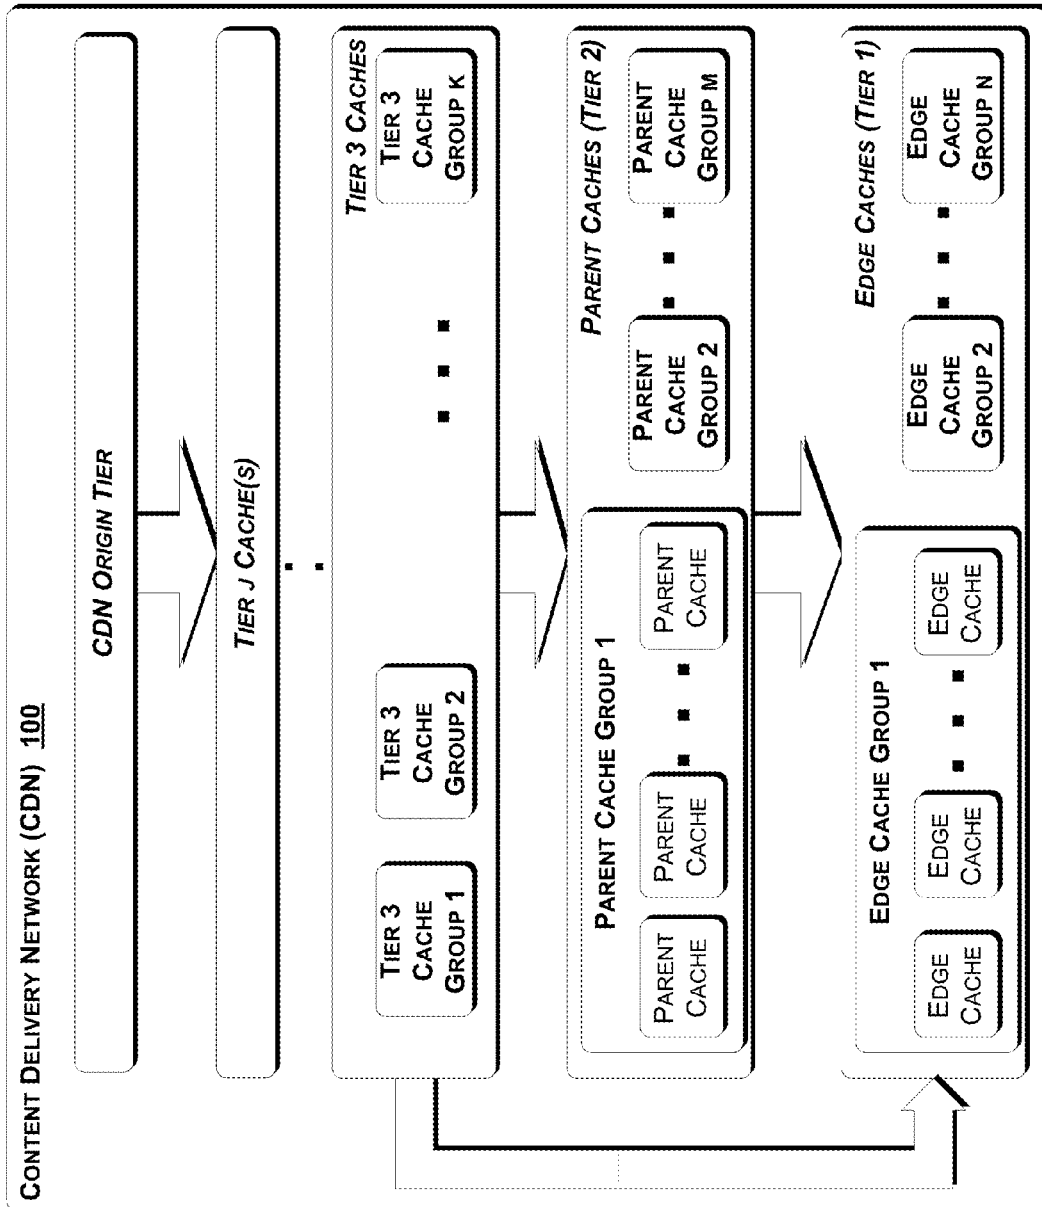 CONTENT DELIVERY NETWORK (CDN) 100
CDN ORIGIN TIER
TIER J CACHE(S)
TIER 3 CACHES
TIER 3
CACHE
GROUP 1
TIER 3
CACHE
GROUP 2
TIER 3
CACHE
GROUP K
PARENT CACHES (TIER 2)
PARENT CACHE GROUP 1
PARENT
CACHE
PARENT
CACHE
PARENT
CACHE
PARENT
CACHE
GROUP 2
PARENT
CACHE
GROUP M
EDGE CACHES (TIER 1)
EDGE CACHE GROUP 1
EDGE
CACHE
EDGE
CACHE
EDGE
CACHE
EDGE
CACHE
GROUP 2
EDGE
CACHE
GROUP N